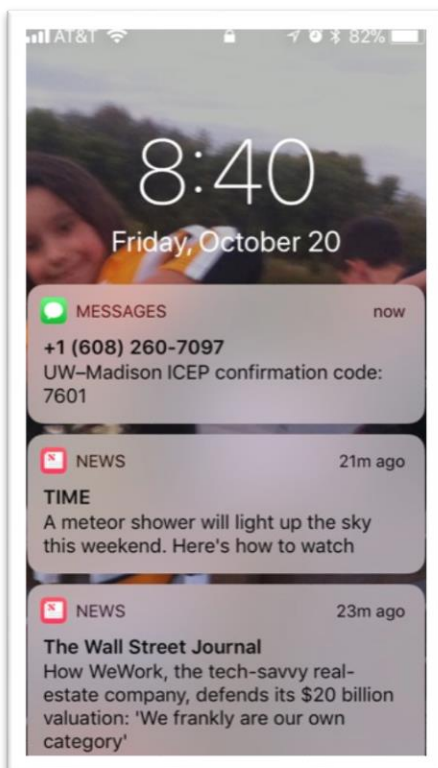 AT&T 82%
8:40
Friday, October 20
MESSAGES now
+1 (608) 260-7097
UW–Madison ICEP confirmation code:
7601
NEWS 21m ago
TIME
A meteor shower will light up the sky
this weekend. Here's how to watch
NEWS 23m ago
The Wall Street Journal
How WeWork, the tech-savvy real-
estate company, defends its $20 billion
valuation: 'We frankly are our own
category'